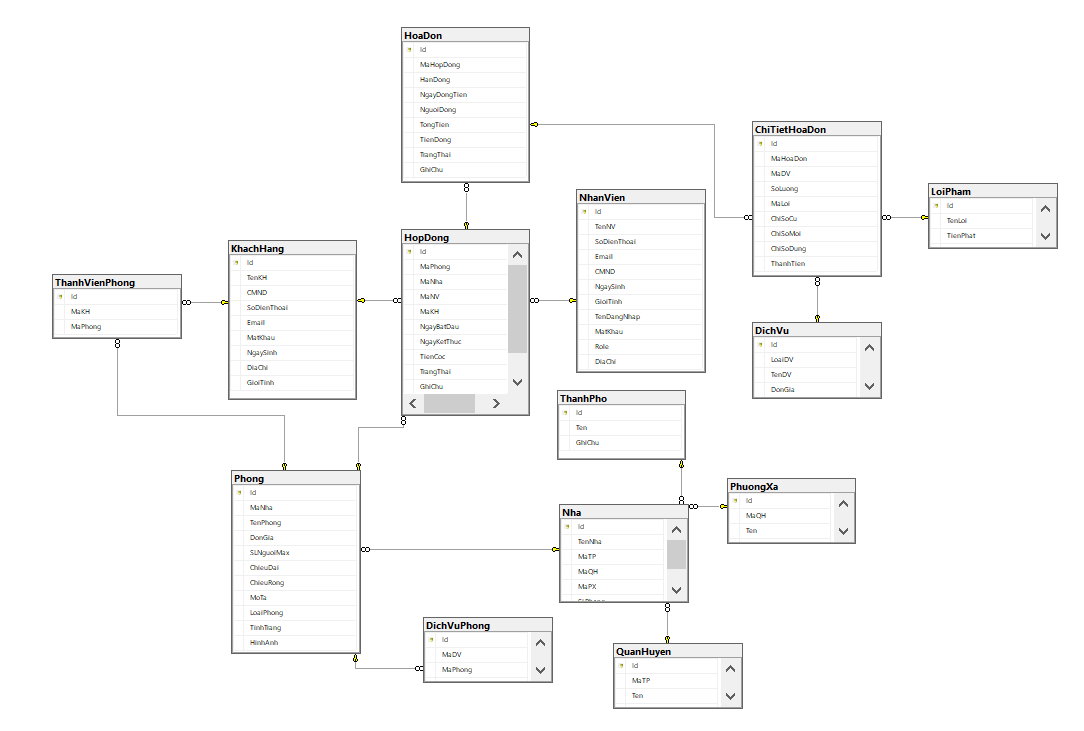 HoaDon
Id
MaHopDong
HanDong
NgayDongTien
NguoiDong
TongTien
TienDong
TrangThai
GhiChu
ChiTietHoaDon
Id
MaHoaDon
MaDV
SoLuong
MaLoi
ChiSoCu
ChiSoMoi
ChiSoDung
ThanhTien
LoiPham
Id
TenLoi
TienPhat
NhanVien
Id
TenNV
SoDienThoai
Email
CMND
NgaySinh
GioiTinh
TenDangNhap
MatKhau
Role
DiaChi
HopDong
Id
MaPhong
MaNha
MaNV
MaKH
NgayBatDau
NgayKetThuc
TienCoc
TrangThai
GhiChu
KhachHang
Id
TenKH
CMND
SoDienThoai
Email
MatKhau
NgaySinh
DiaChi
GioiTinh
ThanhVienPhong
Id
MaKH
MaPhong
DichVu
Id
LoaiDV
TenDV
DonGia
ThanhPho
Id
Ten
GhiChu
Phong
Id
MaNha
TenPhong
DonGia
SLNguoiMax
ChieuDai
ChieuRong
MoTa
LoaiPhong
TinhTrang
HinhAnh
PhuongXa
Id
MaQH
Ten
Nha
Id
TenNha
MaTP
MaQH
MaPX
DichVuPhong
Id
MaDV
MaPhong
QuanHuyen
Id
MaTP
Ten